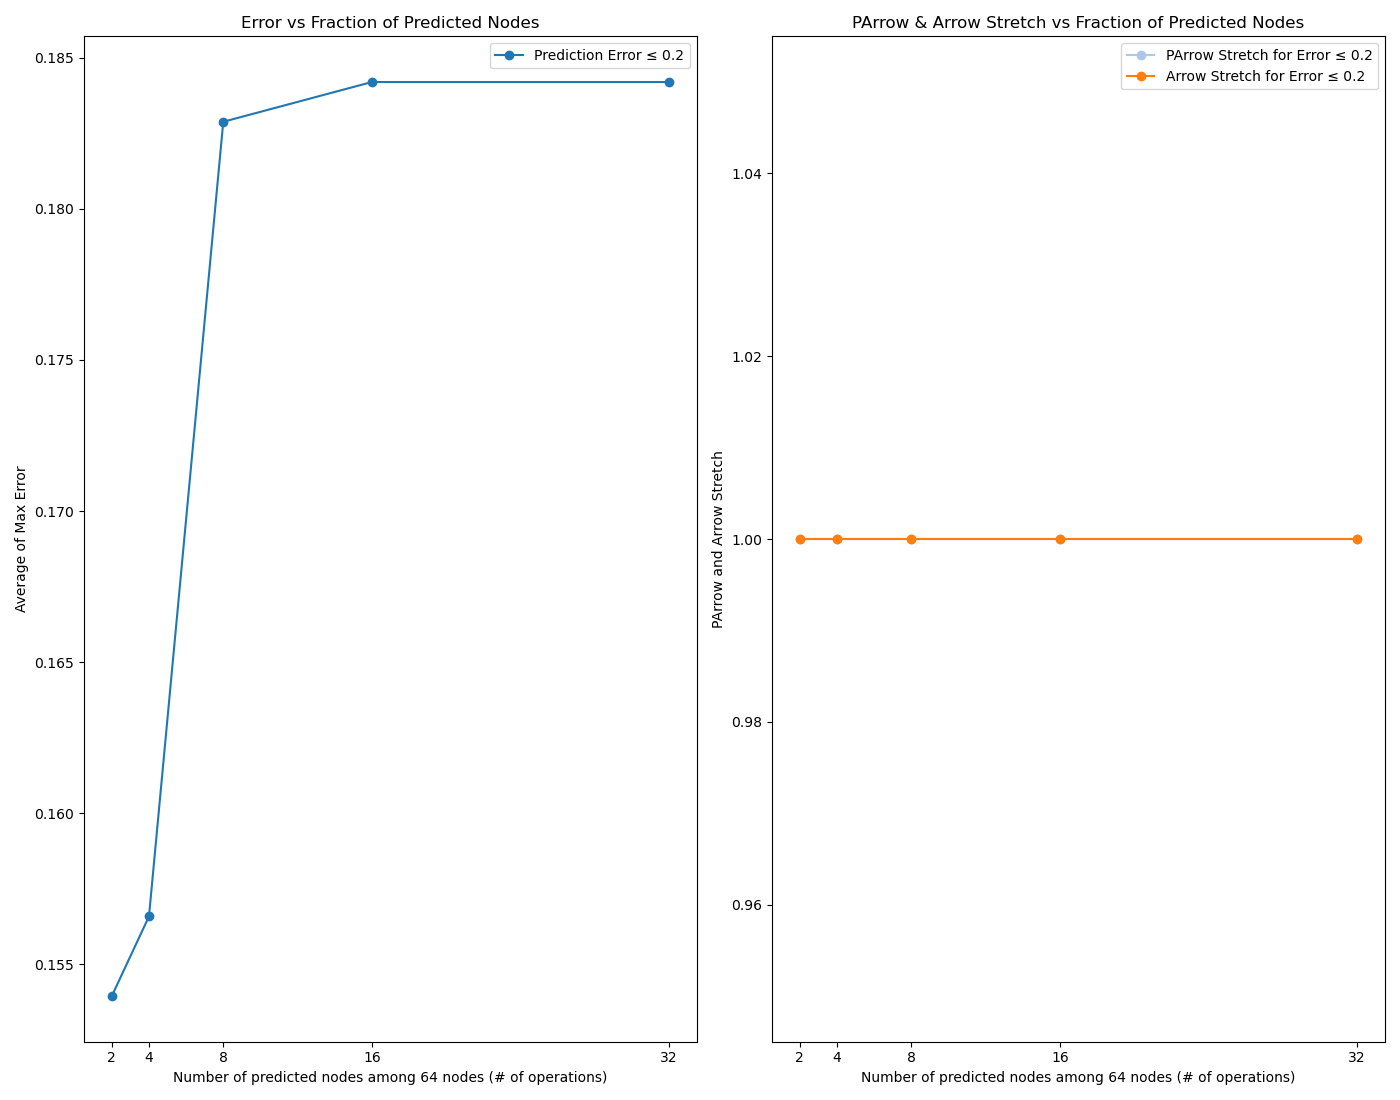 Error vs Fraction of Predicted Nodes
Prediction Error ≤ 0.2
Average of Max Error
0.185
0.180
0.175
0.170
0.165
0.160
0.155
2 4 8 16 32
Number of predicted nodes among 64 nodes (# of operations)
PArrow & Arrow Stretch vs Fraction of Predicted Nodes
PArrow Stretch for Error ≤ 0.2
Arrow Stretch for Error ≤ 0.2
PArrow and Arrow Stretch
1.04
1.02
1.00
0.98
0.96
2 4 8 16 32
Number of predicted nodes among 64 nodes (# of operations)